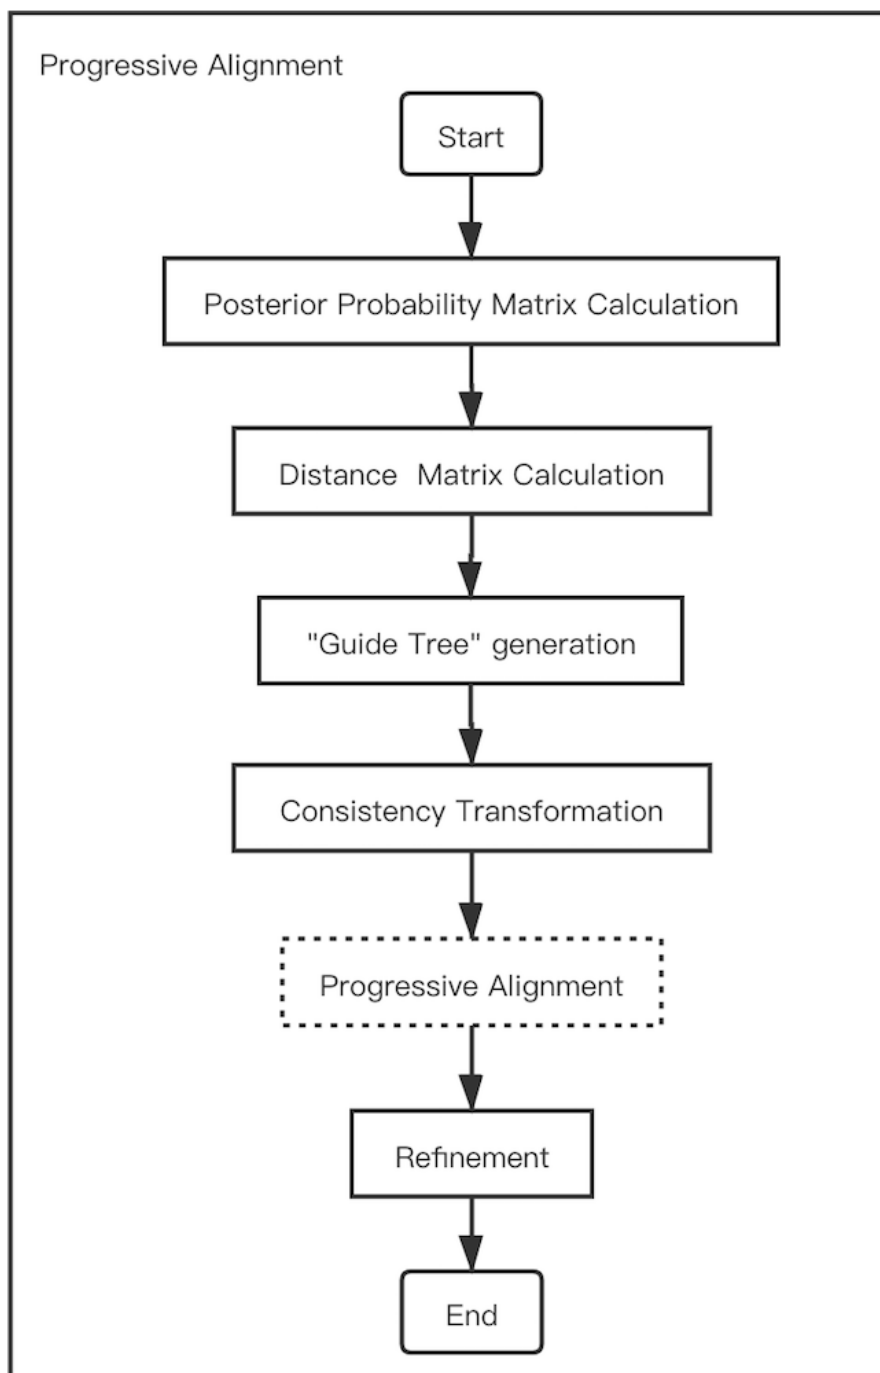 Progressive Alignment
Start
Posterior Probability Matrix Calculation
Distance  Matrix Calculation
"Guide Tree" generation
Consistency Transformation
Progressive Alignment
Refinement
End